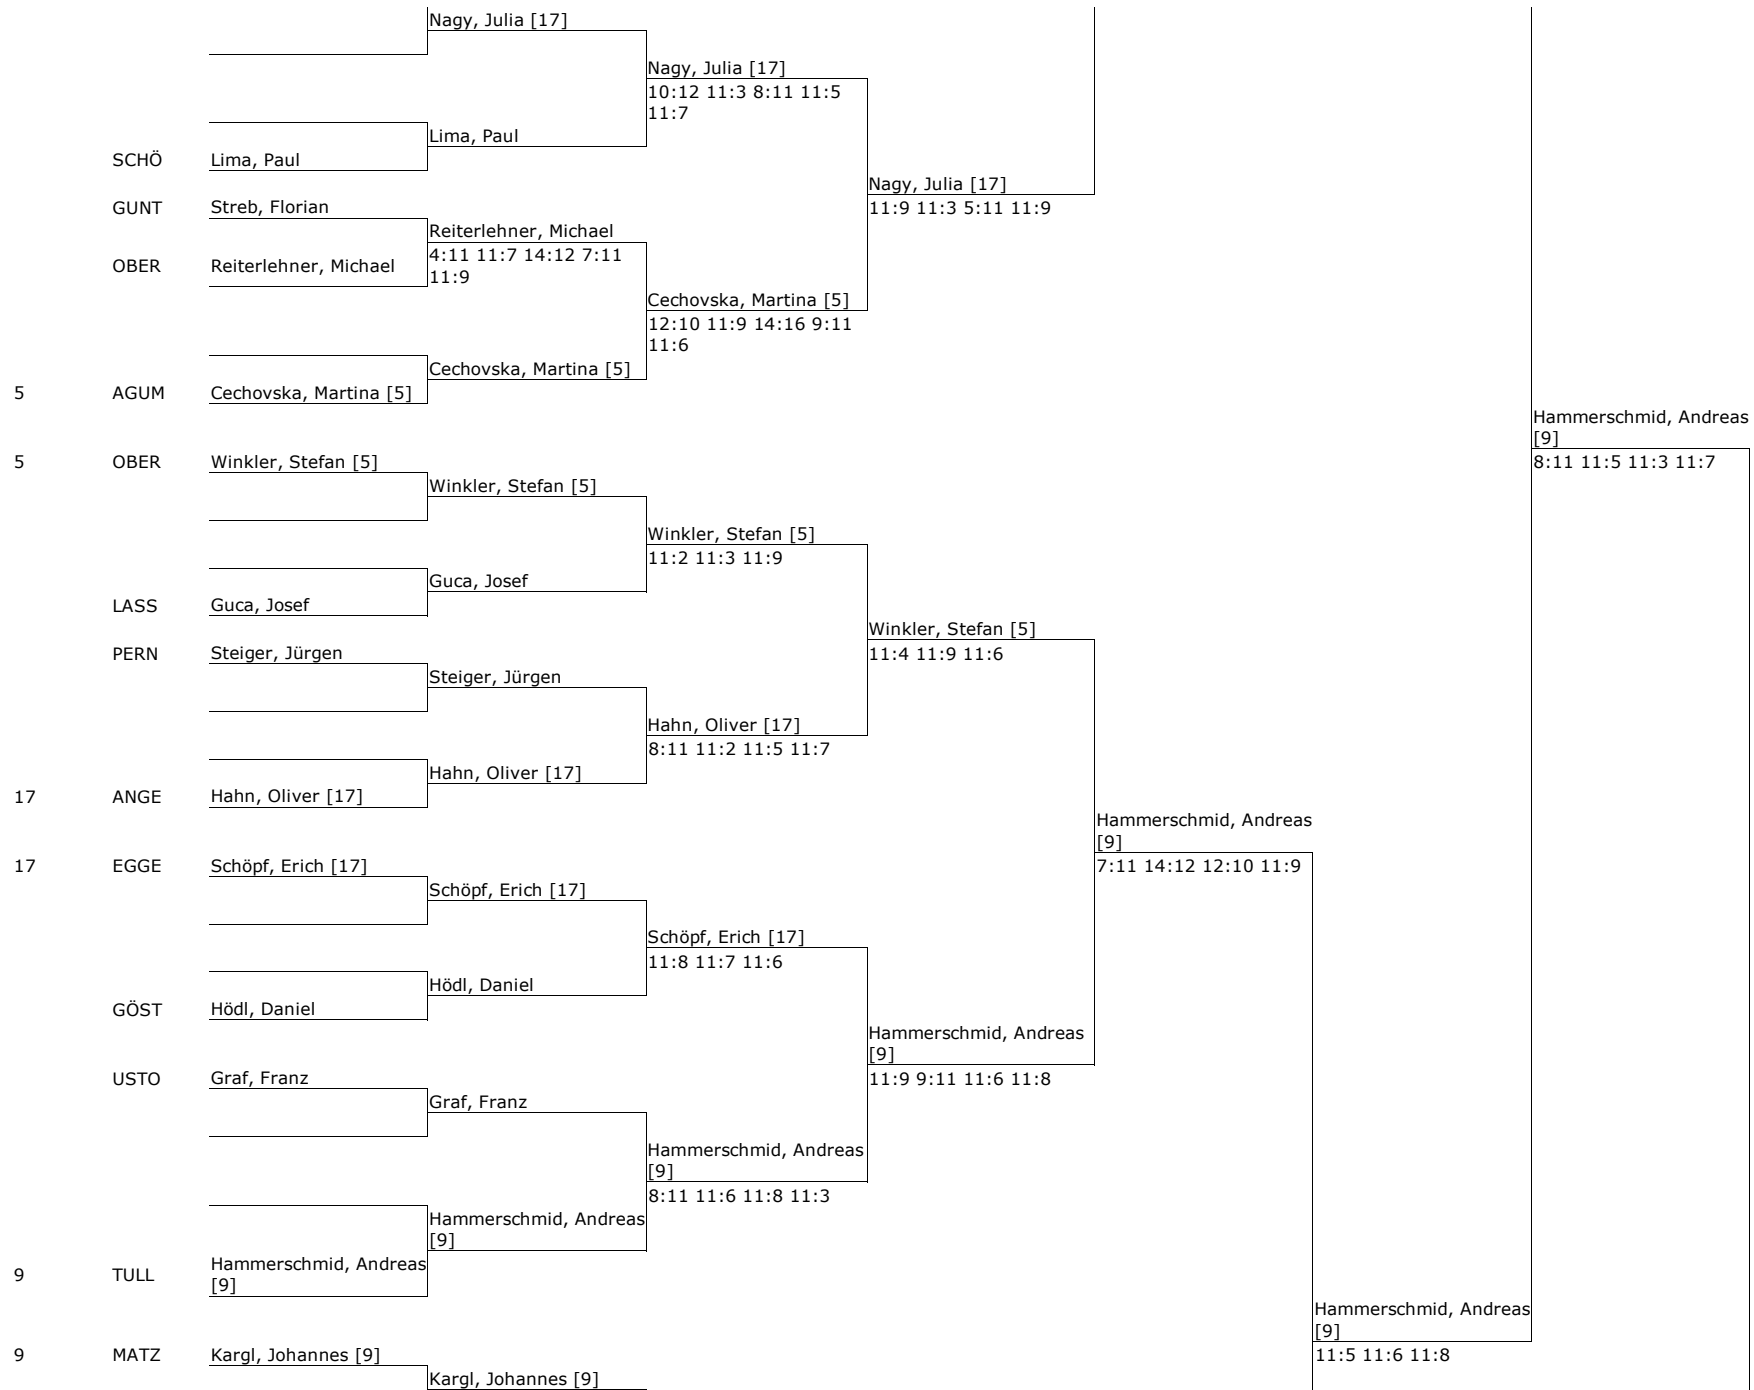 Nagy, Julia [17]
Nagy, Julia [17]
10:12 11:3 8:11 11:5
11:7
Lima, Paul
SCHÖ Lima, Paul
Nagy, Julia [17]
11:9 11:3 5:11 11:9
GUNT Streb, Florian
Reiterlehner, Michael
4:11 11:7 14:12 7:11
11:9
OBER Reiterlehner, Michael
Cechovska, Martina [5]
12:10 11:9 14:16 9:11
11:6
Cechovska, Martina [5]
5 AGUM Cechovska, Martina [5]
Hammerschmid, Andreas
[9]
8:11 11:5 11:3 11:7
5 OBER Winkler, Stefan [5]
Winkler, Stefan [5]
Winkler, Stefan [5]
11:2 11:3 11:9
Guca, Josef
LASS Guca, Josef
Winkler, Stefan [5]
11:4 11:9 11:6
PERN Steiger, Jürgen
Steiger, Jürgen
Hahn, Oliver [17]
8:11 11:2 11:5 11:7
Hahn, Oliver [17]
17 ANGE Hahn, Oliver [17]
Hammerschmid, Andreas
[9]
7:11 14:12 12:10 11:9
17 EGGE Schöpf, Erich [17]
Schöpf, Erich [17]
Schöpf, Erich [17]
11:8 11:7 11:6
Hödl, Daniel
GÖST Hödl, Daniel
Hammerschmid, Andreas
[9]
11:9 9:11 11:6 11:8
USTO Graf, Franz
Graf, Franz
Hammerschmid, Andreas
[9]
8:11 11:6 11:8 11:3
Hammerschmid, Andreas
[9]
9 TULL Hammerschmid, Andreas
[9]
Hammerschmid, Andreas
[9]
11:5 11:6 11:8
9 MATZ Kargl, Johannes [9]
Kargl, Johannes [9]